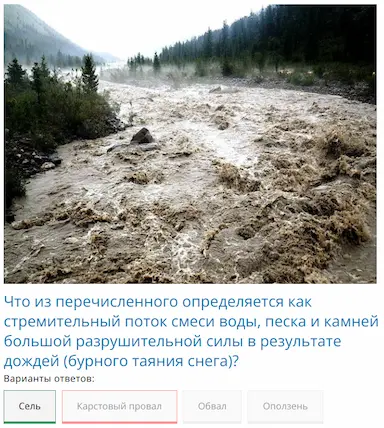 Что из перечисленного определяется как
стремительный поток смеси воды, песка и камней
большой разрушительной силы в результате
дождей (бурного таяния снега)?
Варианты ответов:
Сель Карстовый провал Обвал Оползень